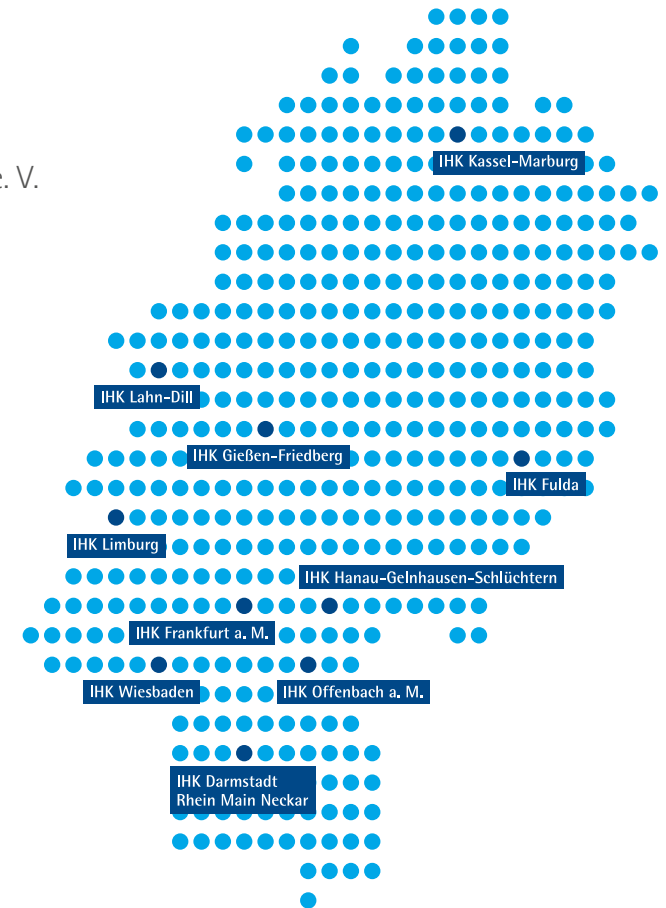 e. V.
IHK Kassel-Marburg
IHK Lahn-Dill
IHK Gießen-Friedberg
IHK Fulda
IHK Limburg
IHK Hanau-Gelnhausen-Schlüchtern
IHK Frankfurt a. M.
IHK Wiesbaden
IHK Offenbach a. M.
IHK Darmstadt
Rhein Main Neckar